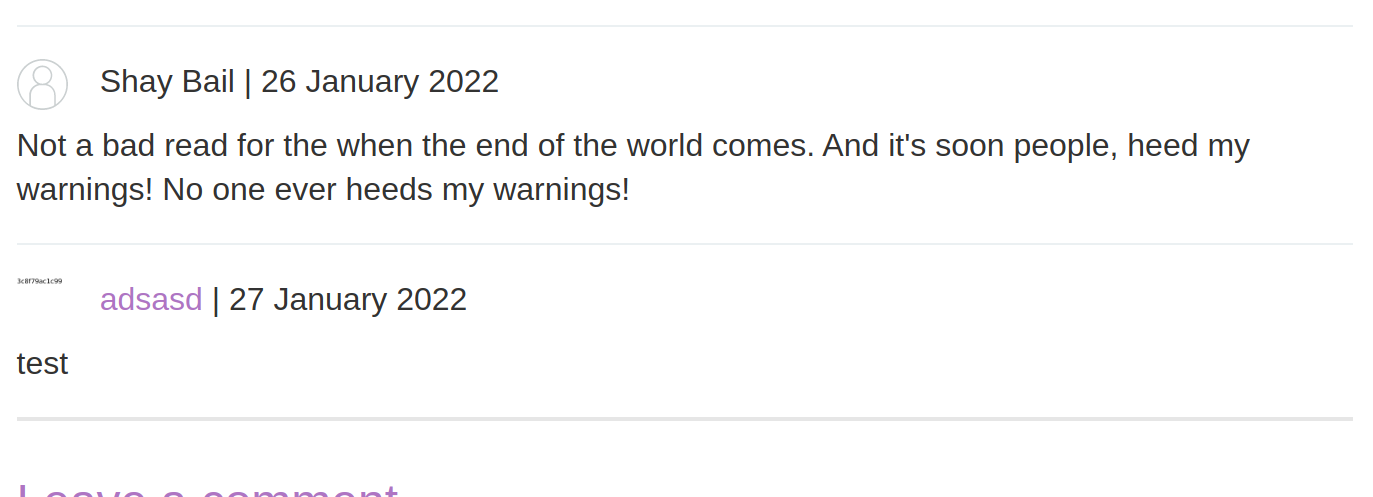 Shay Bail | 26 January 2022
Not a bad read for the when the end of the world comes. And it's soon people, heed my
warnings! No one ever heeds my warnings!
3c8f79ac1c99
adsasd | 27 January 2022
test
Leave a comment